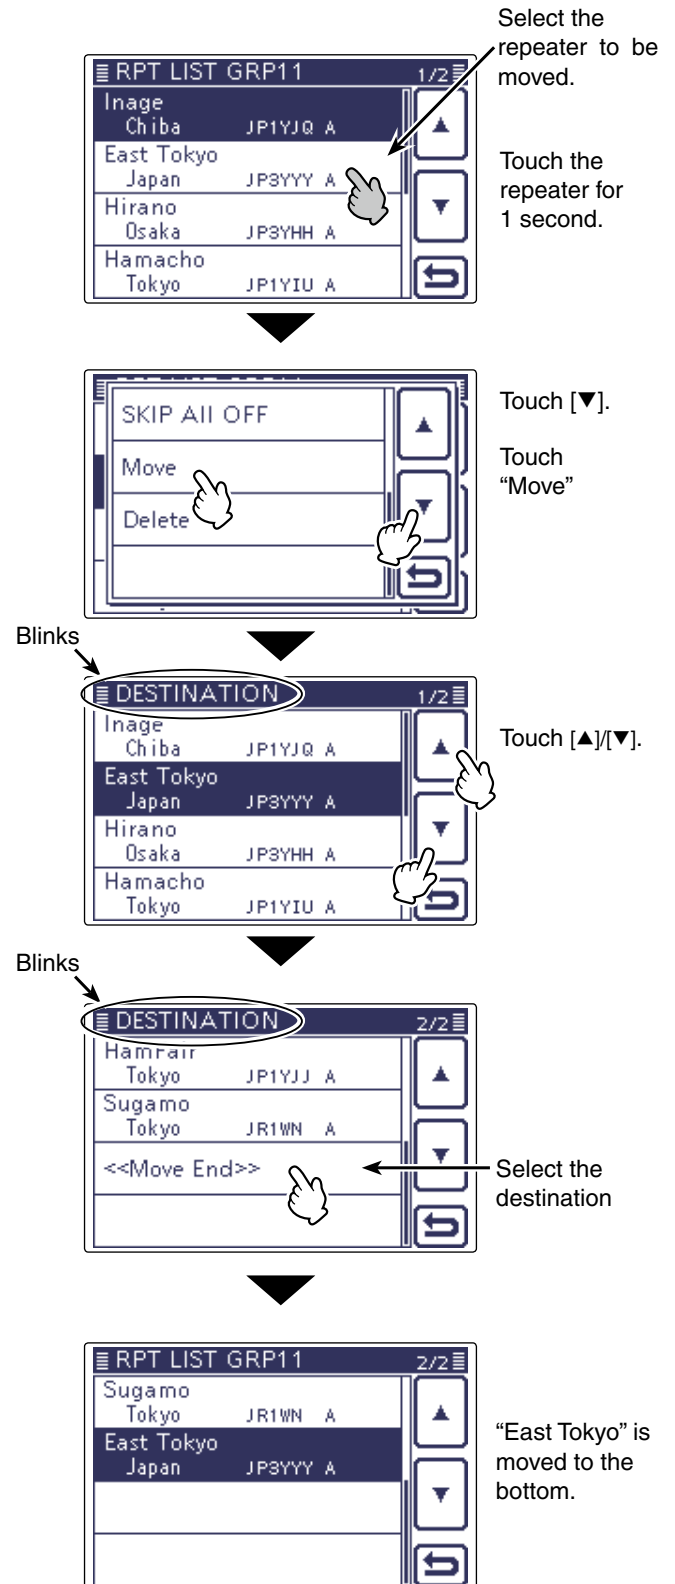 Select the
repeater to be
moved.
RPT LIST GRP11 1/2
Inage
Chiba JP1YJQ A
East Tokyo
Japan JP3YYY A
Hirano
Osaka JP3YHH A
Hamacho
Tokyo JP1YIU A
Touch the
repeater for
1 second.
SKIP All OFF
Move
Delete
Touch [▼].
Touch
“Move”
Blinks
DESTINATION 1/2
Inage
Chiba JP1YJQ A
East Tokyo
Japan JP3YYY A
Hirano
Osaka JP3YHH A
Hamacho
Tokyo JP1YIU A
Touch [▲]/[▼].
Blinks
DESTINATION 2/2
HamFair
Tokyo JP1YJJ A
Sugamo
Tokyo JR1WN A
<<Move End>>
Select the
destination
RPT LIST GRP11 2/2
Sugamo
Tokyo JR1WN A
East Tokyo
Japan JP3YYY A
“East Tokyo” is
moved to the
bottom.